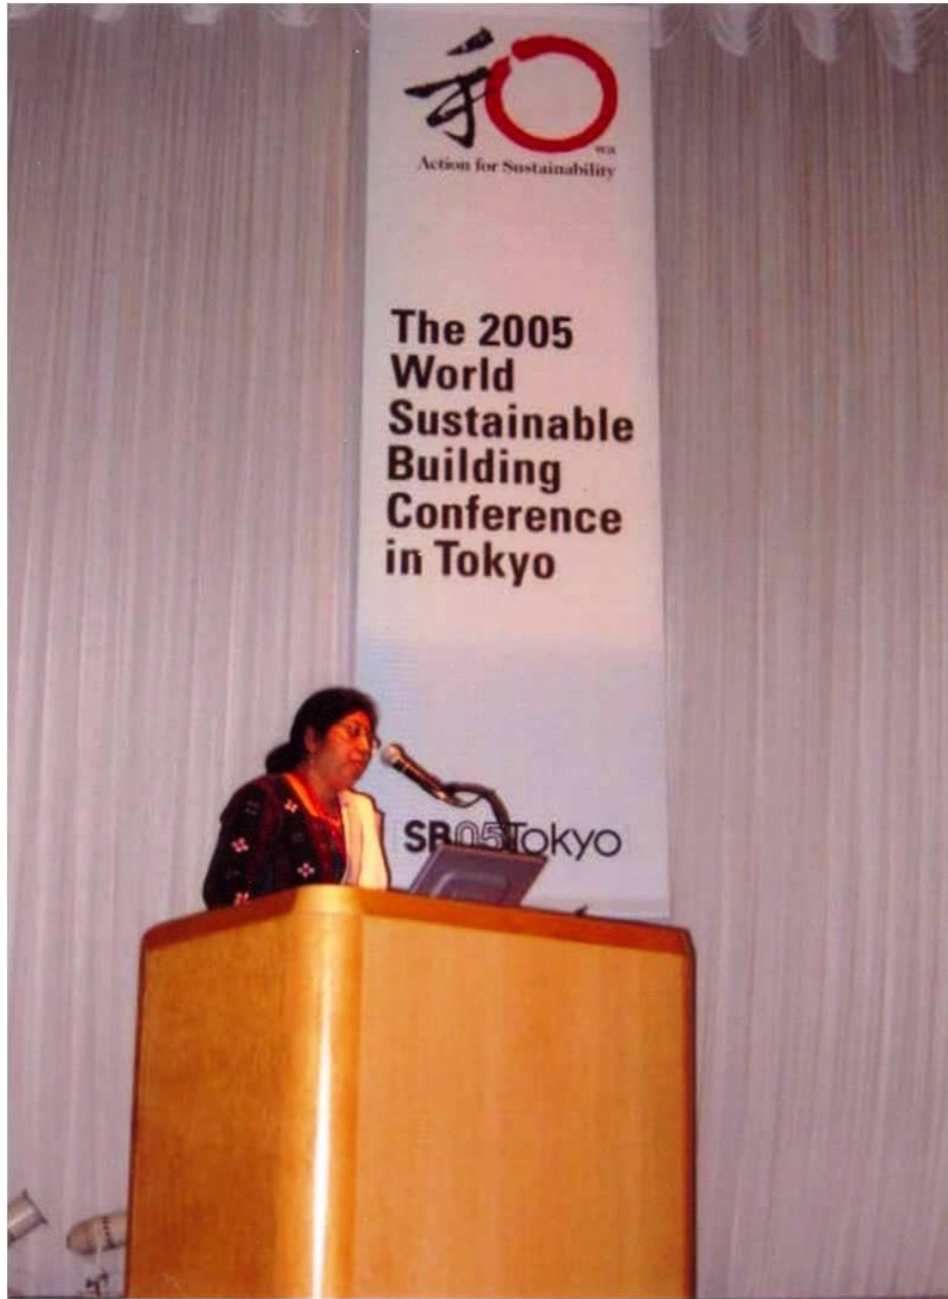 和
wa
Action for Sustainability
The 2005
World
Sustainable
Building
Conference
in Tokyo
SB05Tokyo